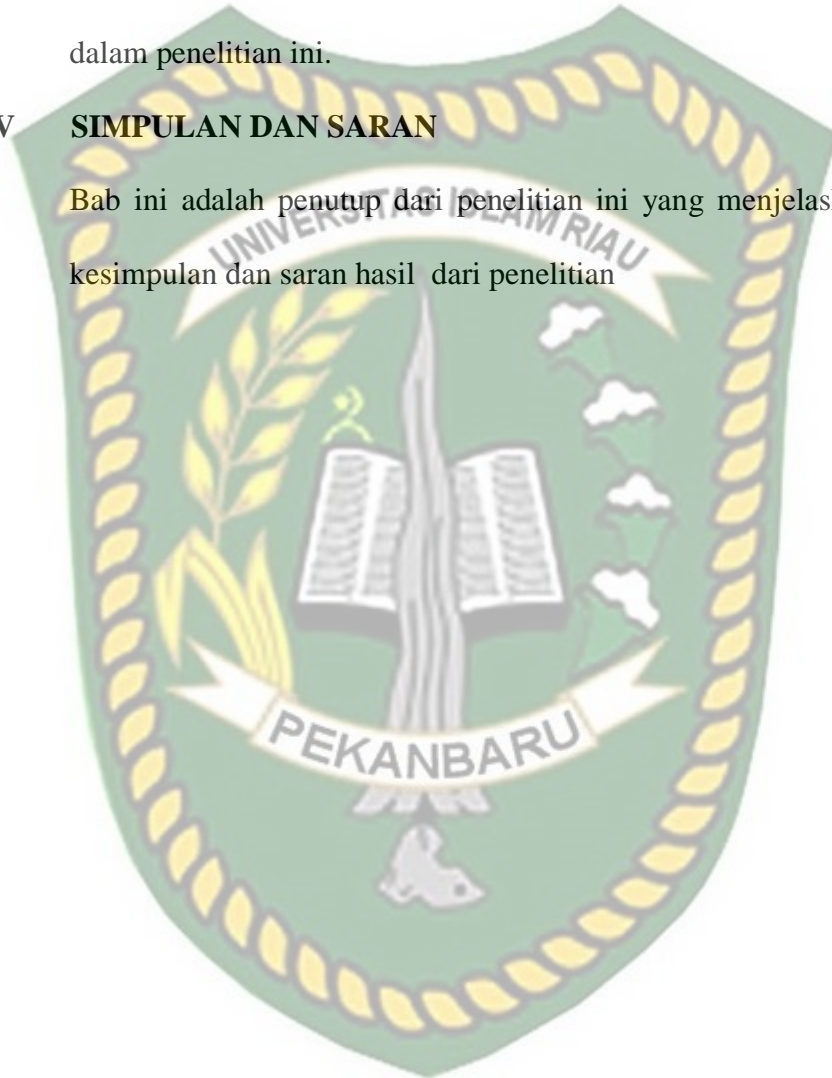 dalam penelitian ini.
V SIMPULAN DAN SARAN
Bab ini adalah penutup dari penelitian ini yang menjelas
kesimpulan dan saran hasil dari penelitian
UNIVERSITAS ISLAM RIAU
PEKANBARU